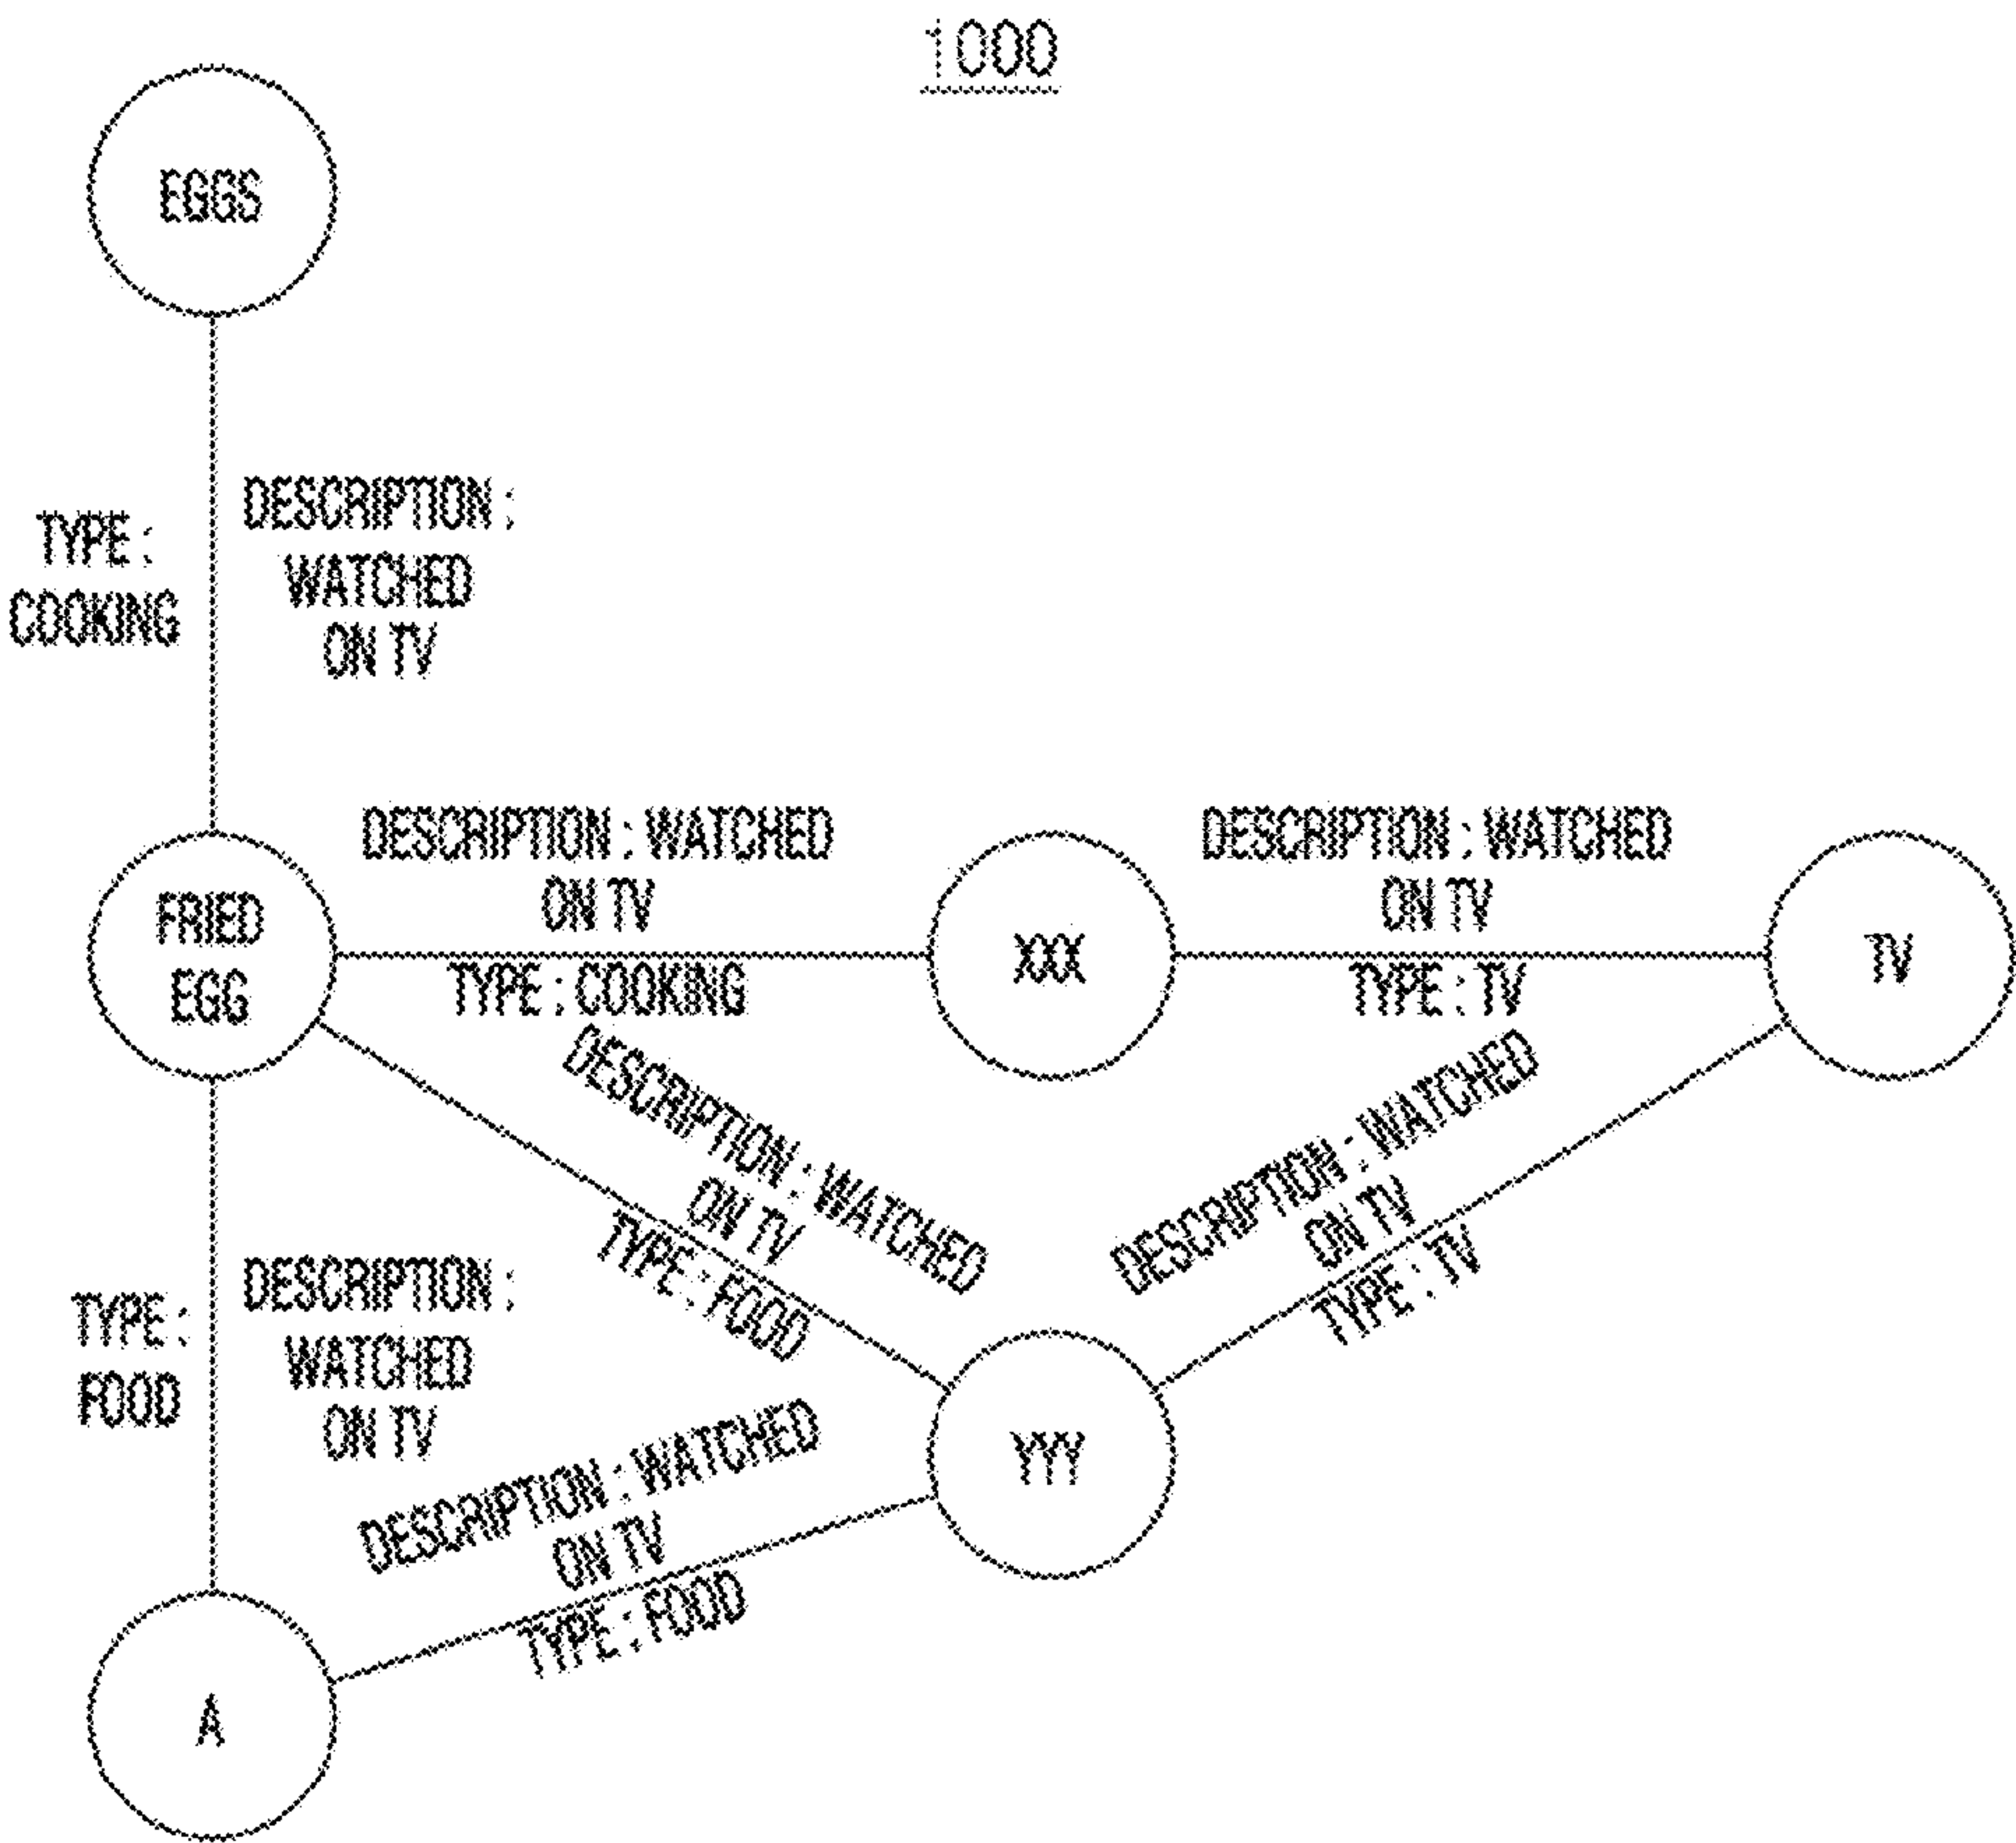 1000
EGGS
TYPE :
COOKING
DESCRIPTION :
WATCHED
ON TV
FRIED
EGG
DESCRIPTION : WATCHED
ON TV
TYPE : COOKING
XXX
DESCRIPTION : WATCHED
ON TV
TYPE : TV
TV
DESCRIPTION : WATCHED
ON TV
TYPE : FOOD
DESCRIPTION : WATCHED
ON TV
TYPE : TV
TYPE :
FOOD
DESCRIPTION :
WATCHED
ON TV
DESCRIPTION : WATCHED
ON TV
TYPE : FOOD
YYY
A